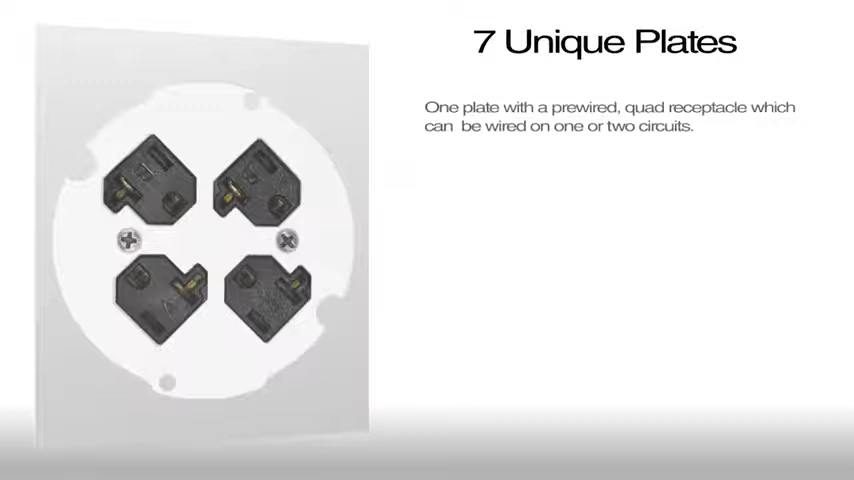 7 Unique Plates
One plate with a prewired, quad receptacle which
can be wired on one or two circuits.